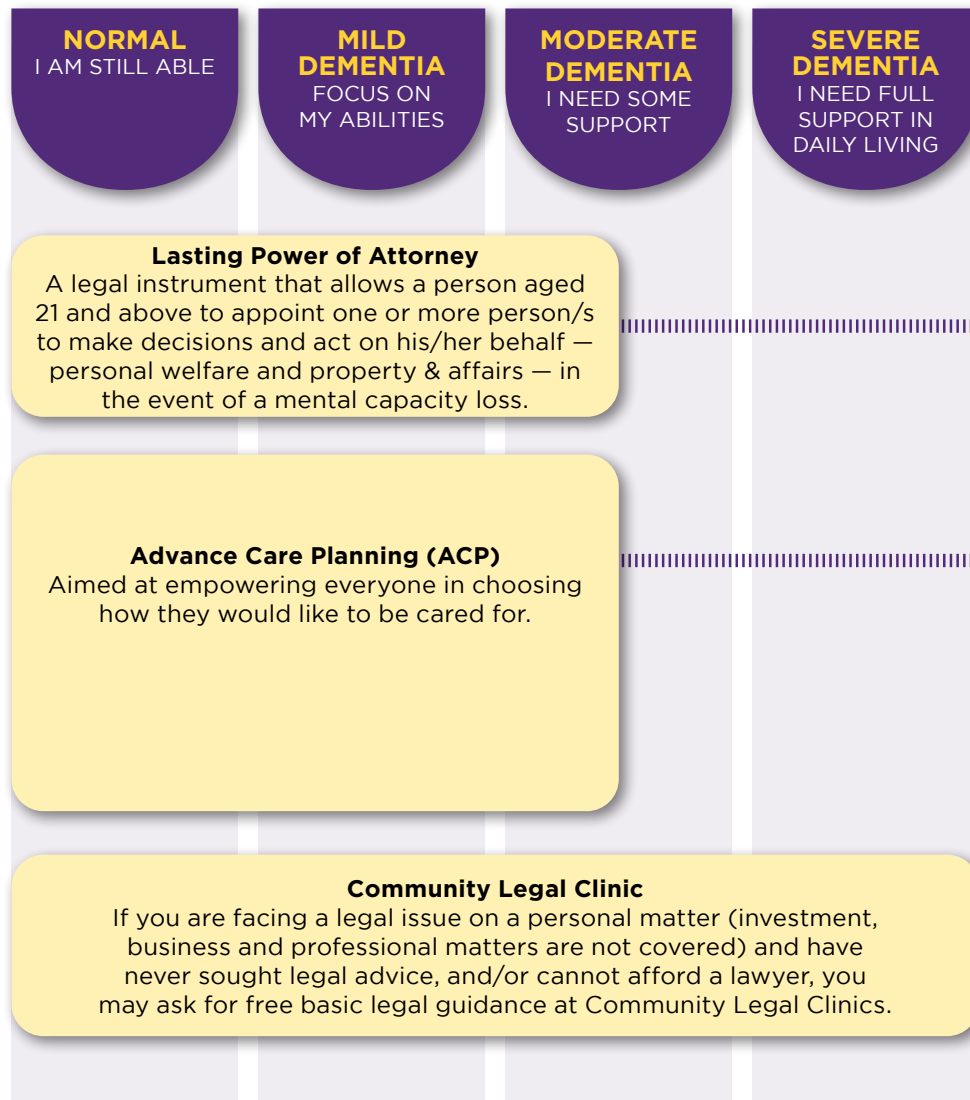 NORMAL
I AM STILL ABLE
MILD
DEMENTIA
FOCUS ON
MY ABILITIES
MODERATE
DEMENTIA
I NEED SOME
SUPPORT
SEVERE
DEMENTIA
I NEED FULL
SUPPORT IN
DAILY LIVING
Lasting Power of Attorney
A legal instrument that allows a person aged
21 and above to appoint one or more person/s
to make decisions and act on his/her behalf —
personal welfare and property & affairs — in
the event of a mental capacity loss.
Advance Care Planning (ACP)
Aimed at empowering everyone in choosing
how they would like to be cared for.
Community Legal Clinic
If you are facing a legal issue on a personal matter (investment,
business and professional matters are not covered) and have
never sought legal advice, and/or cannot afford a lawyer, you
may ask for free basic legal guidance at Community Legal Clinics.